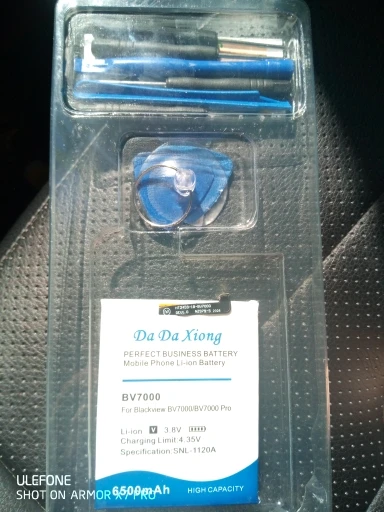 Da Da Xiong
PERFECT BUSINESS BATTERY
Mobile Phone Li-ion Battery
BV7000
For Blackview BV7000/BV7000 Pro
Li-ion V 3.8V
Charging Limit:4.35V
Specification:SNL-1120A
6500mAh HIGH CAPACITY
ULEFONE
SHOT ON ARMOR X7 PRO